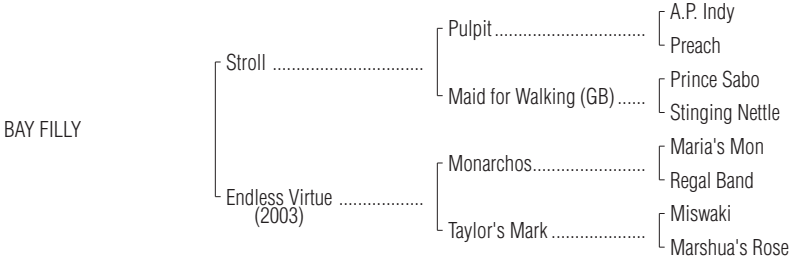 A.P. Indy
Pulpit..............................
Preach
Stroll ..............................
Prince Sabo
Maid for Walking (GB)......
Stinging Nettle
BAY FILLY
Maria's Mon
Monarchos.......................
Regal Band
Endless Virtue .................
(2003)
Miswaki
Taylor's Mark ...................
Marshua's Rose